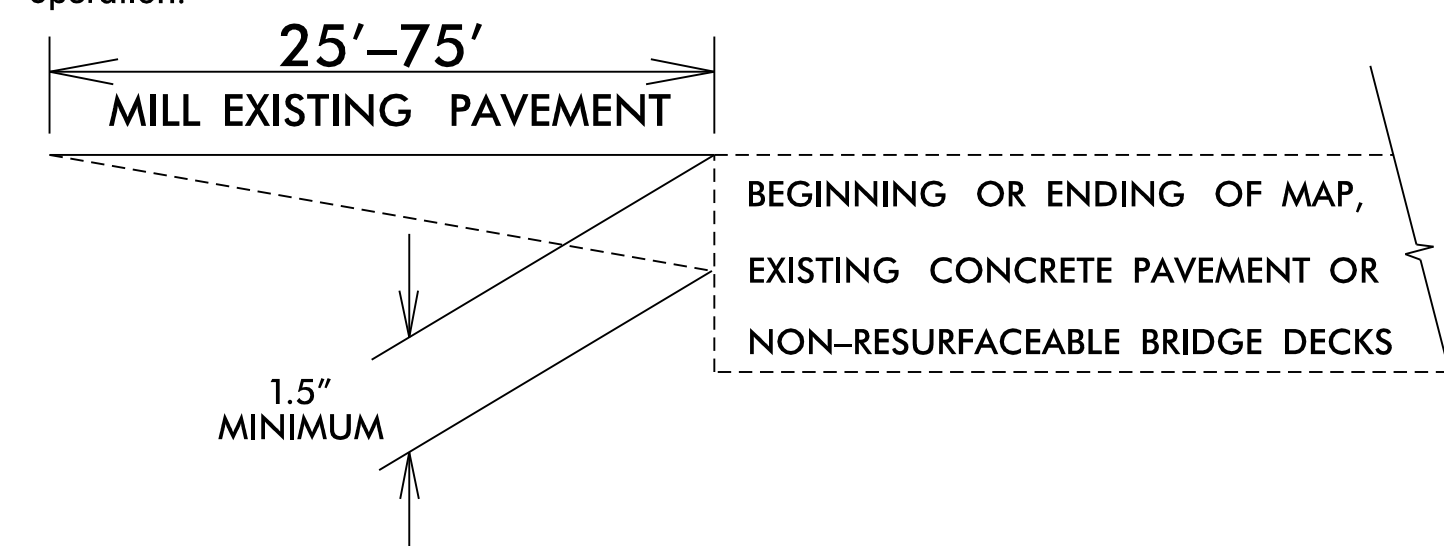 operation.
25′–75′
MILL EXISTING PAVEMENT
BEGINNING OR ENDING OF MAP,
EXISTING CONCRETE PAVEMENT OR
NON–RESURFACEABLE BRIDGE DECKS
1.5″
MINIMUM